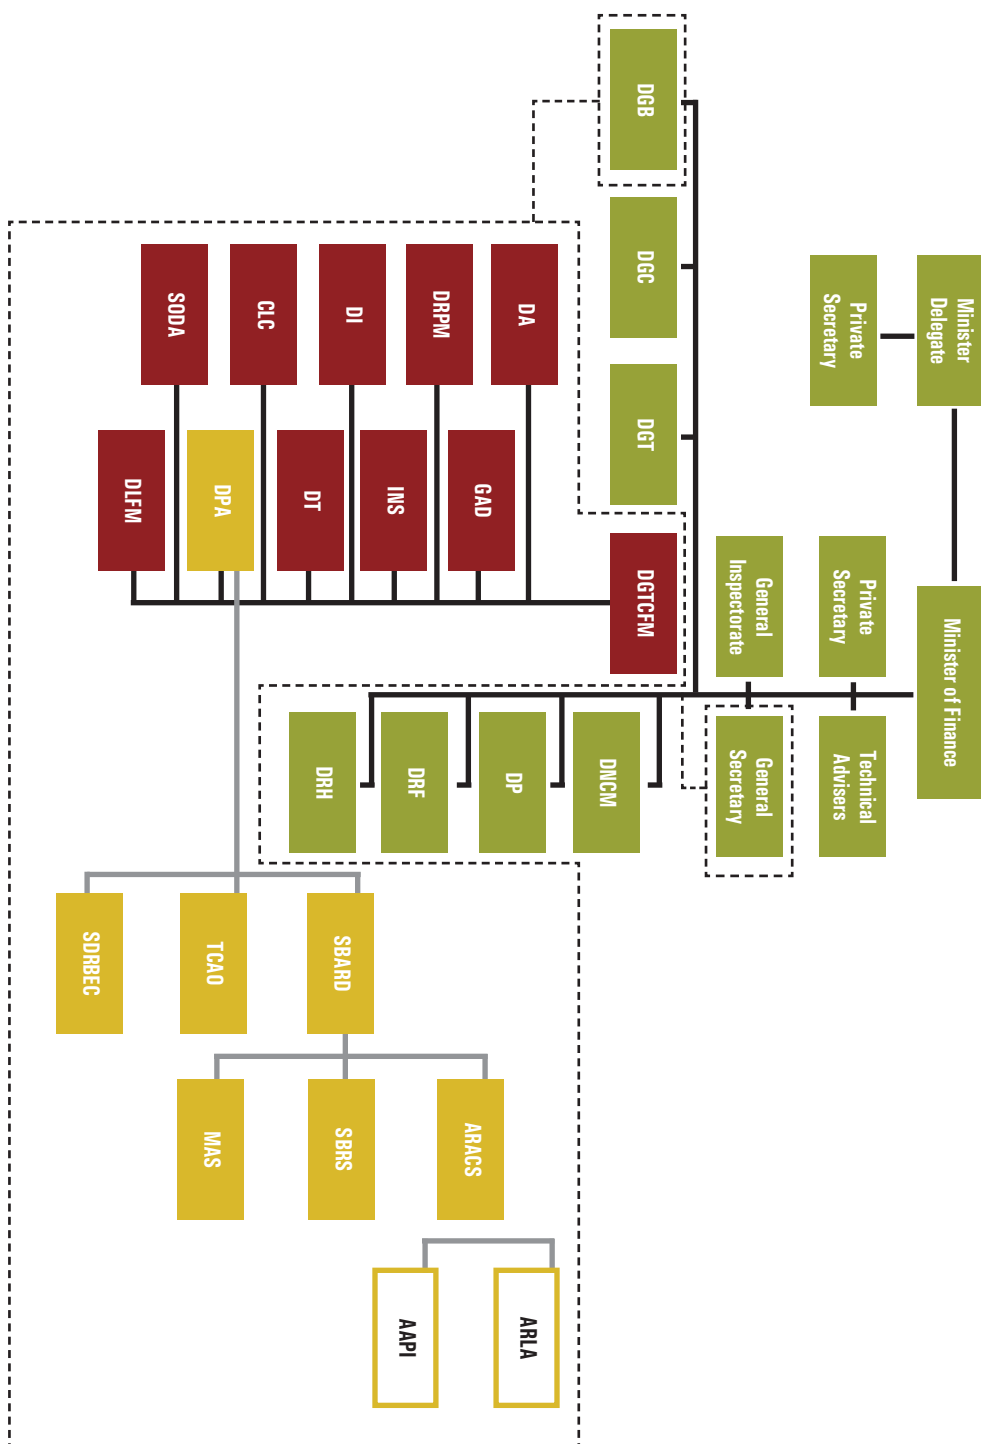 Minister
Delegate
Minister of Finance
Private
Secretary
Private
Secretary
Technical
Advisers
General
Inspectorate
General
Secretary
DGB
DGC
DGT
DGTCFM
DNCM
DP
DRF
DRH
DA
GAD
DRPM
INS
DI
DT
CLC
DPA
SODA
DLFM
SBARD
TCAO
SDRBEC
ARACS
SBRS
MAS
ARLA
AAPI